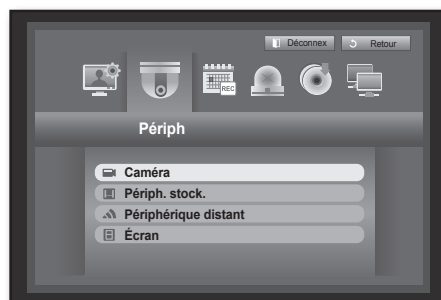 Déconnex Retour
REC
Périph
Caméra
Périph. stock.
Périphérique distant
Écran